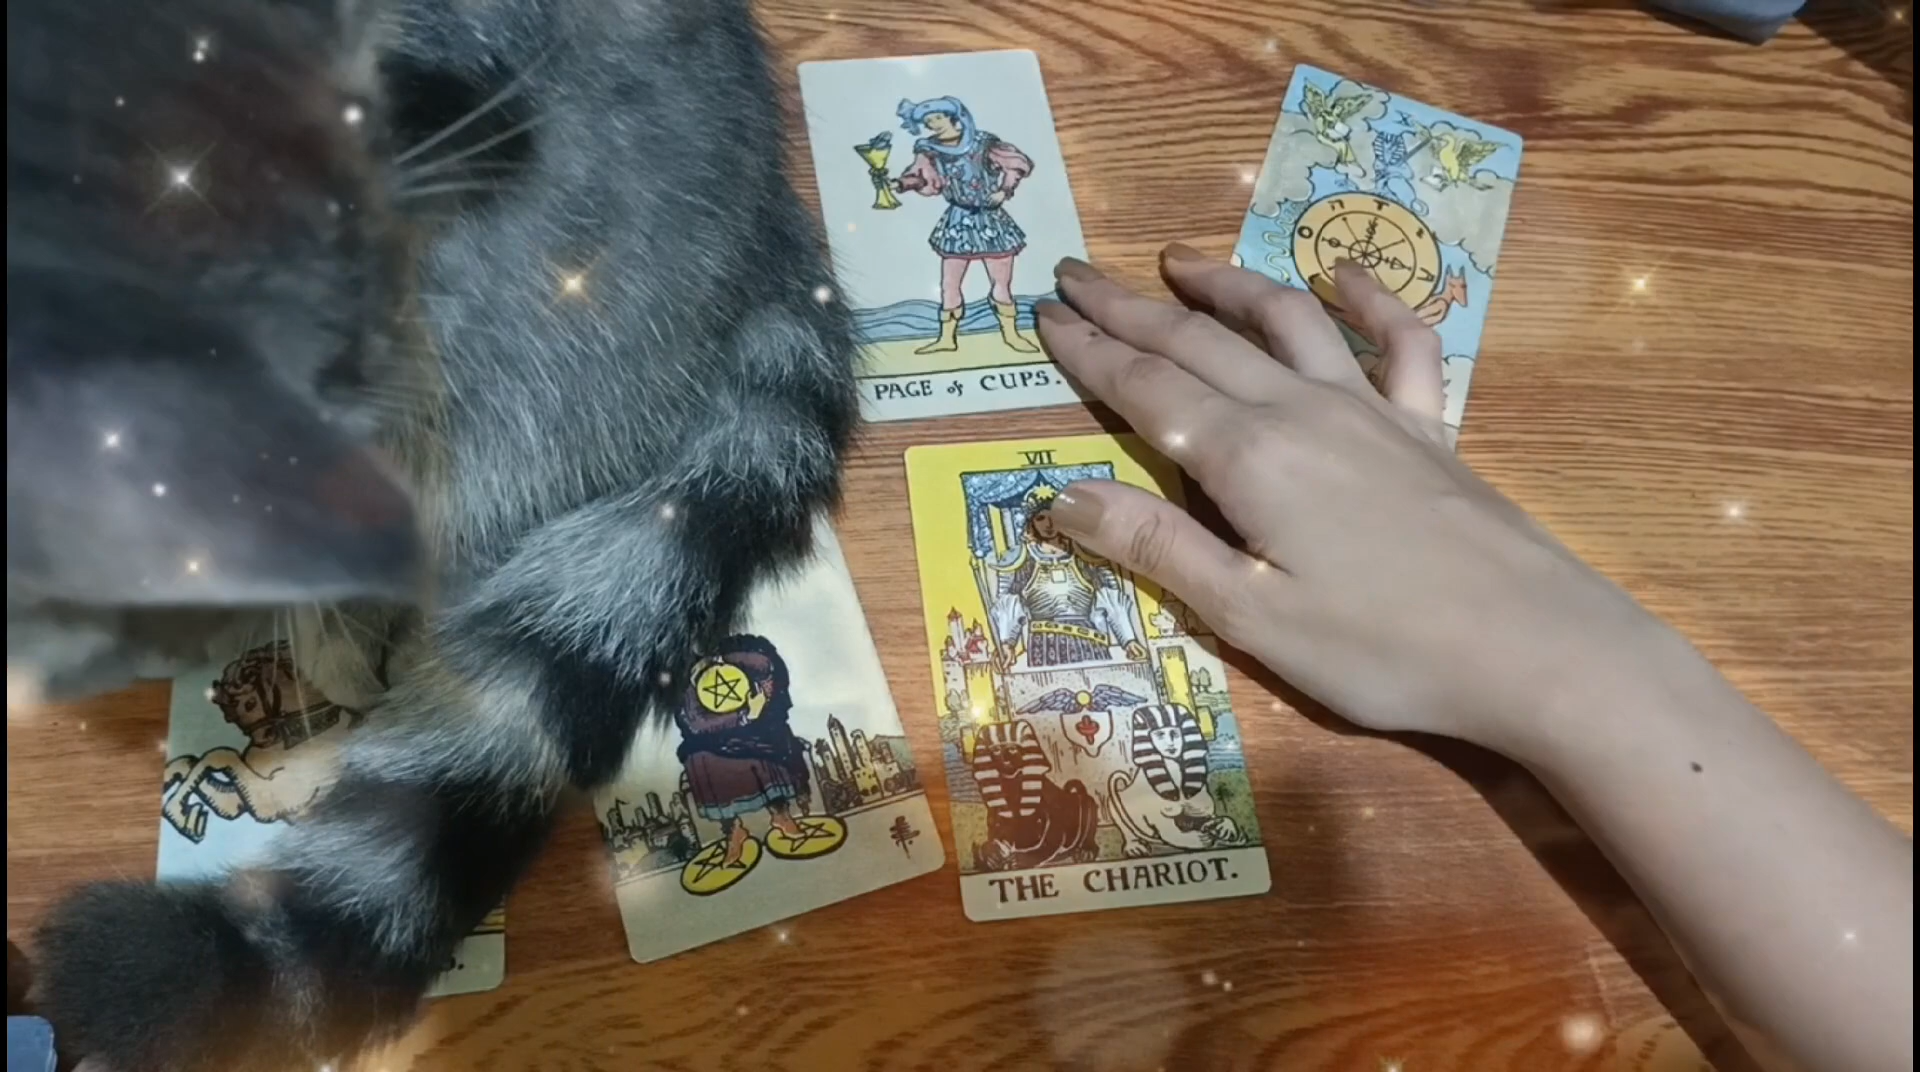 PAGE of CUPS.
VII
THE CHARIOT.